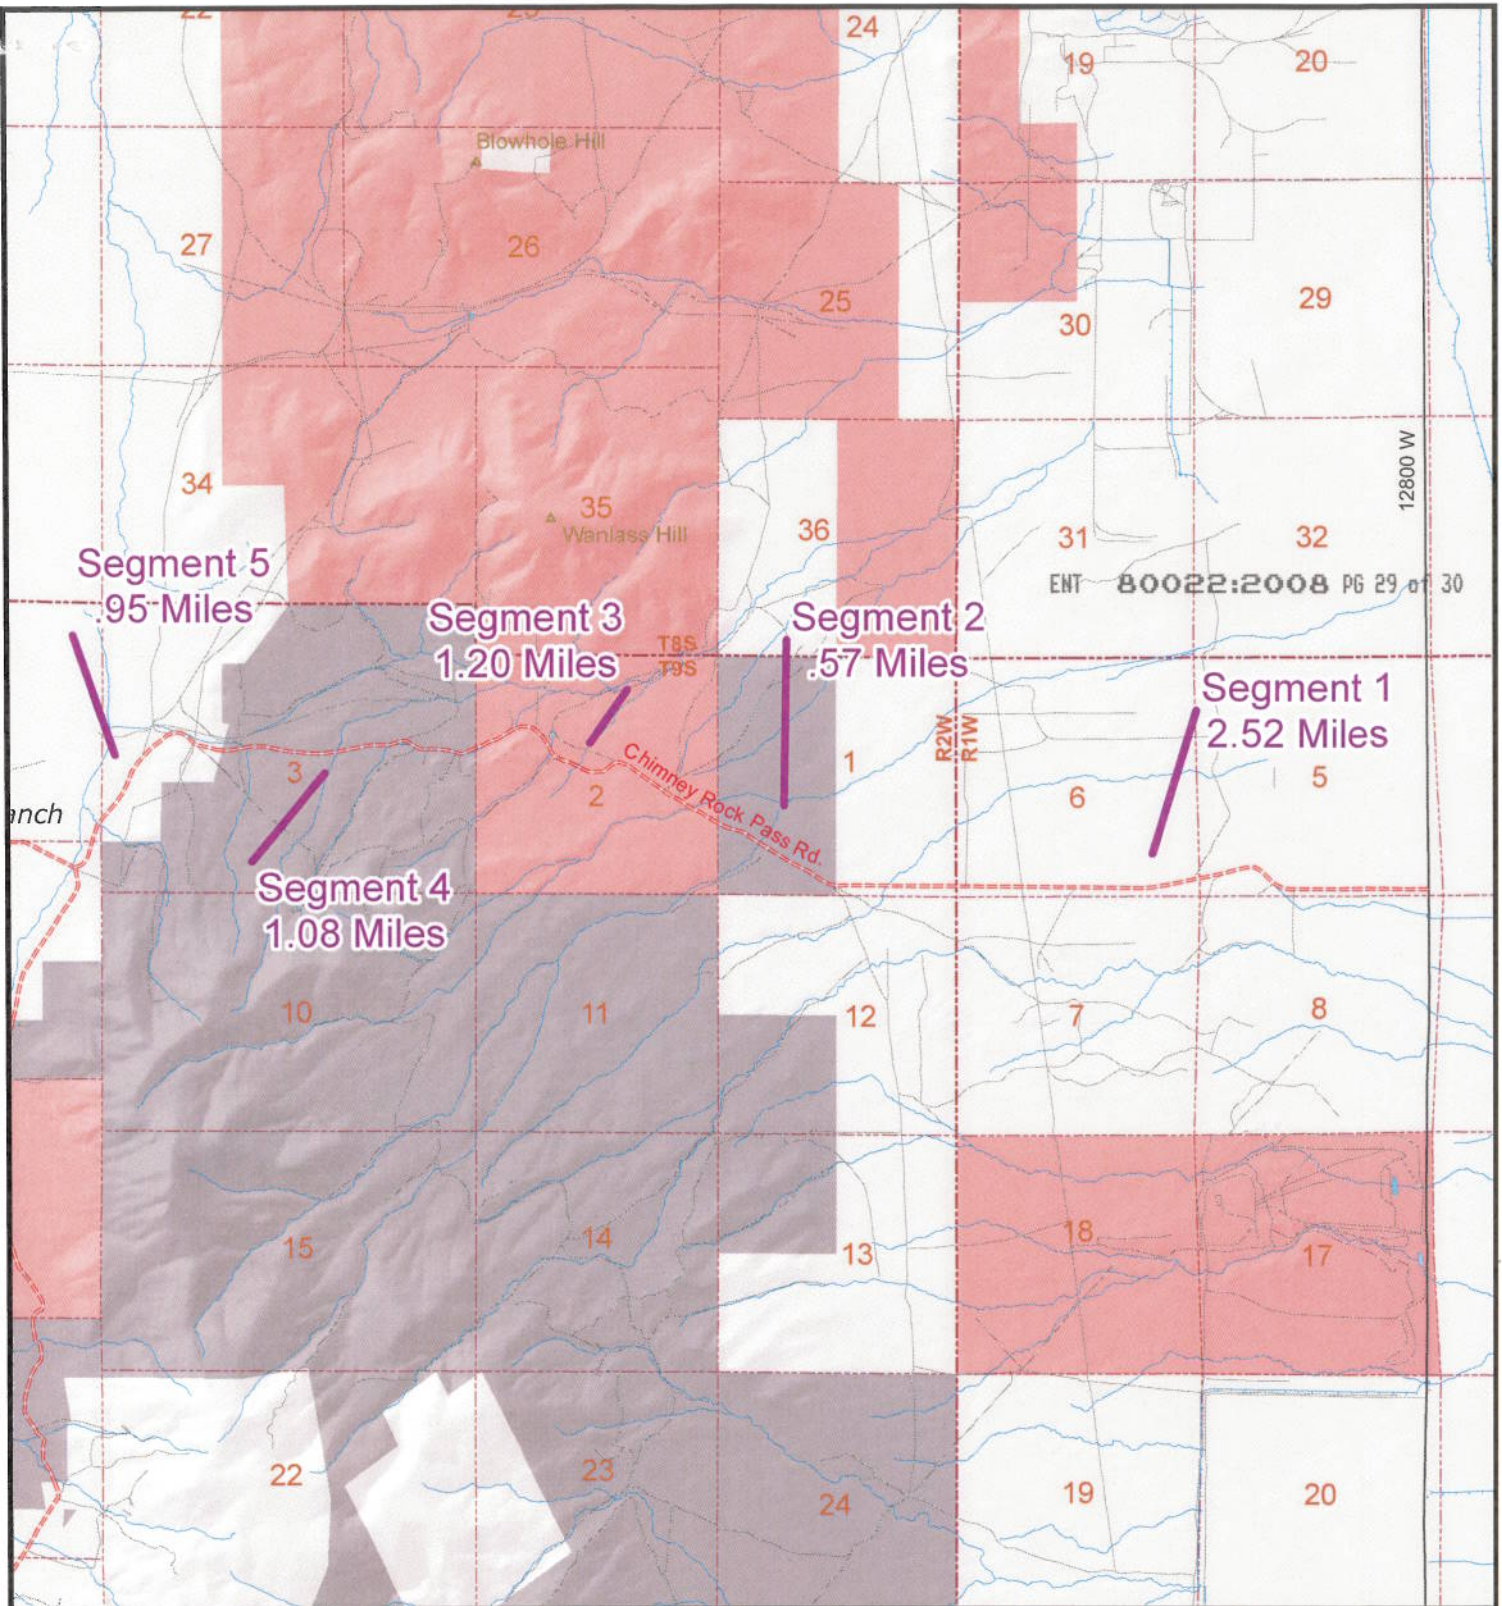 24
19
20
Blowhole Hill
27
26
25
29
30
34
35
Wanlass Hill
36
31
32
12800 W
ENT 80022:2008 PG 29 of 30
Segment 5
.95 Miles
Segment 3
1.20 Miles
T8S
T9S
Segment 2
.57 Miles
Segment 1
2.52 Miles
R2W
R1W
3
2
Chimney Rock Pass Rd.
1
6
5
anch
Segment 4
1.08 Miles
10
11
12
7
8
15
14
13
18
17
22
23
24
19
20